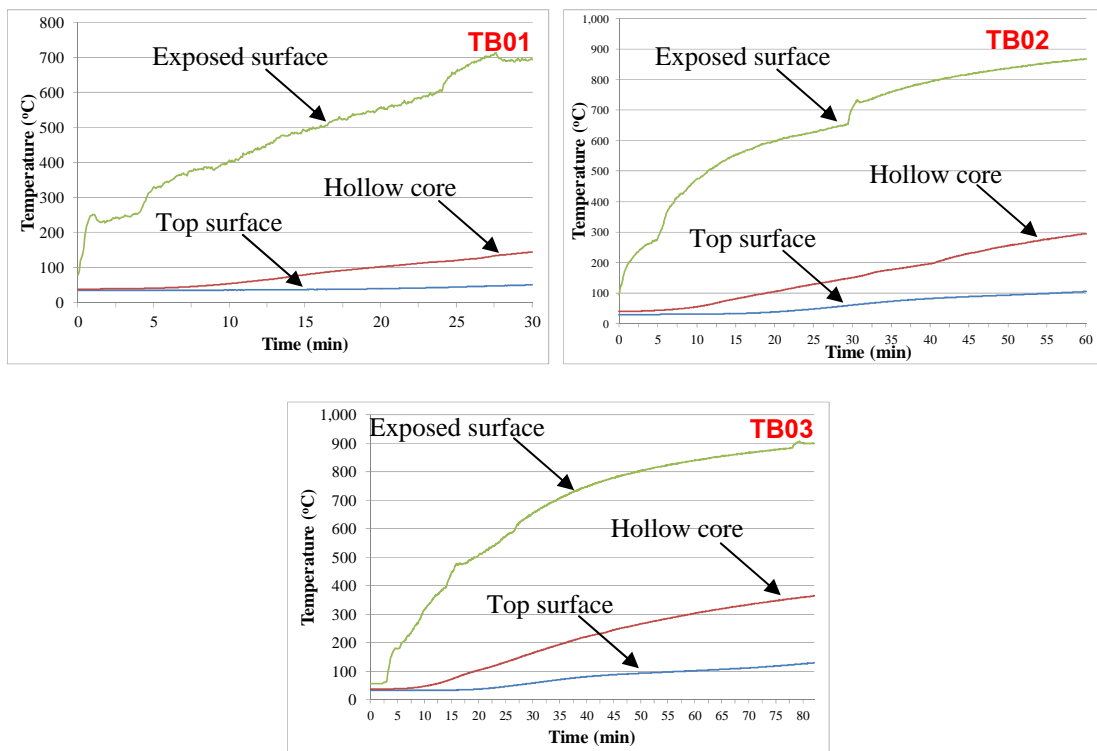 TB01
800
700
600
500
400
300
200
100
0
Temperature (°C)
Exposed surface
Hollow core
Top surface
0 5 10 15 20 25 30
Time (min)
TB02
1,000
900
800
700
600
500
400
300
200
100
0
Temperature (°C)
Exposed surface
Hollow core
Top surface
0 5 10 15 20 25 30 35 40 45 50 55 60
Time (min)
TB03
1,000
900
800
700
600
500
400
300
200
100
0
Temperature (°C)
Exposed surface
Hollow core
Top surface
0 5 10 15 20 25 30 35 40 45 50 55 60 65 70 75 80
Time (min)